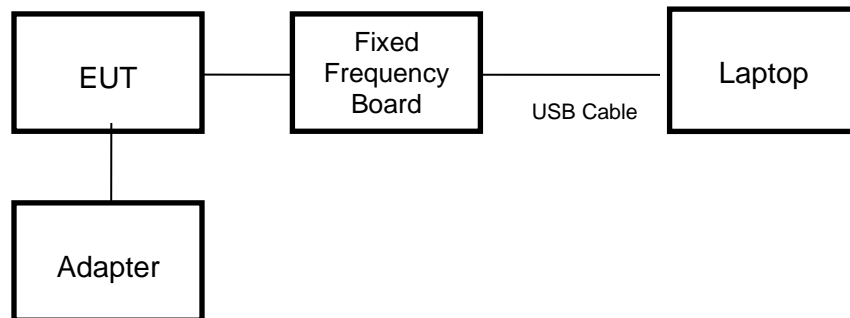 EUT
Fixed
Frequency
Board
Laptop
USB Cable
Adapter